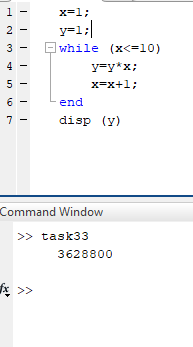 1 - x=1;
2 - y=1;
3 - while (x<=10)
4 - y=y*x;
5 - x=x+1;
6 - end
7 - disp (y)
Command Window
>> task33
3628800
fx >>